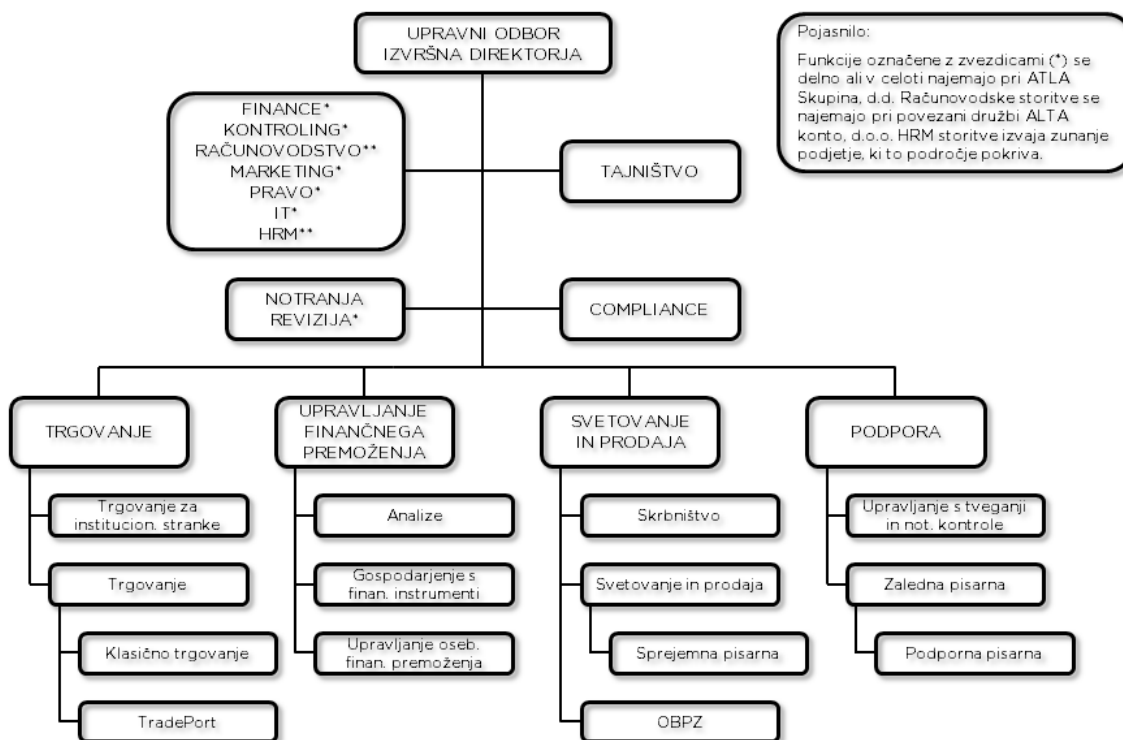 UPRAVNI ODBOR
IZVRŠNA DIREKTORJA
Pojasnilo:
Funkcije označene z zvezdicami (*) se
delno ali v celoti najemajo pri ATLA
Skupina, d.d. Računovodske storitve se
najemajo pri povezani družbi ALTA
konto, d.o.o. HRM storitve izvaja zunanje
podjetje, ki to področje pokriva.
FINANCE*
KONTROLING*
RAČUNOVODSTVO**
MARKETING*
PRAVO*
IT*
HRM**
TAJNIŠTVO
NOTRANJA
REVIZIJA*
COMPLIANCE
TRGOVANJE
Trgovanje za
institucion. stranke
Trgovanje
Klasično trgovanje
TradePort
UPRAVLJANJE
FINANČNEGA
PREMOŽENJA
Analize
Gospodarjenje s
finan. instrumenti
Upravljanje oseb.
finan. premoženja
SVETOVANJE
IN PRODAJA
Skrbništvo
Svetovanje in prodaja
Sprejemna pisarna
OBPZ
PODPORA
Upravljanje s tveganji
in not. kontrole
Zaledna pisarna
Podporna pisarna